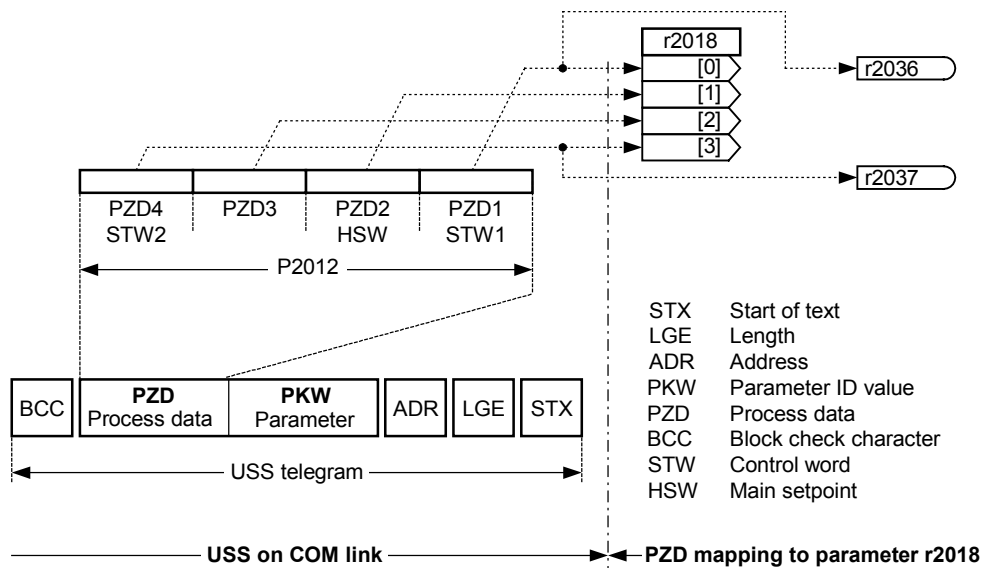 r2018
[0]
[1]
[2]
[3]
r2036
r2037
PZD4 PZD3 PZD2 PZD1
STW2 HSW STW1
P2012
STX Start of text
LGE Length
ADR Address
PKW Parameter ID value
PZD Process data
BCC Block check character
STW Control word
HSW Main setpoint
BCC
PZD
Process data
PKW
Parameter
ADR
LGE
STX
USS telegram
USS on COM link
PZD mapping to parameter r2018